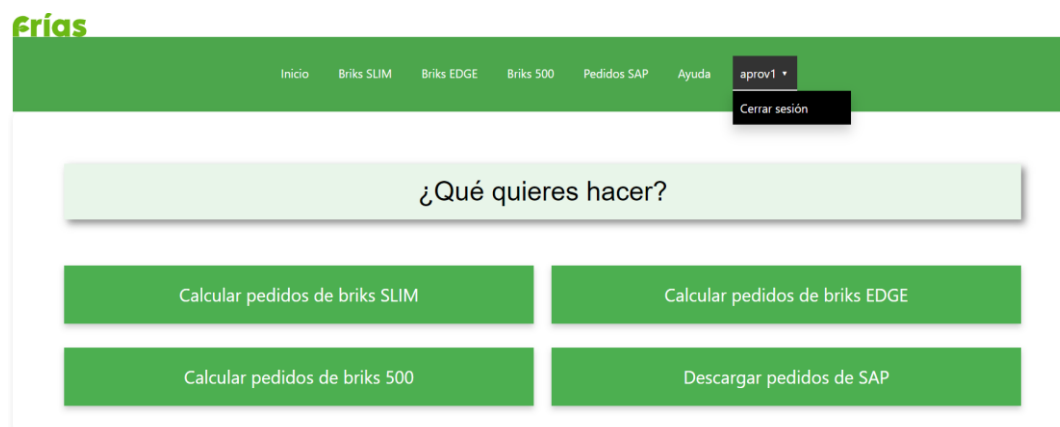 Frías
Inicio Briks SLIM Briks EDGE Briks 500 Pedidos SAP Ayuda aprov1
Cerrar sesión
¿Qué quieres hacer?
Calcular pedidos de briks SLIM Calcular pedidos de briks EDGE
Calcular pedidos de briks 500 Descargar pedidos de SAP